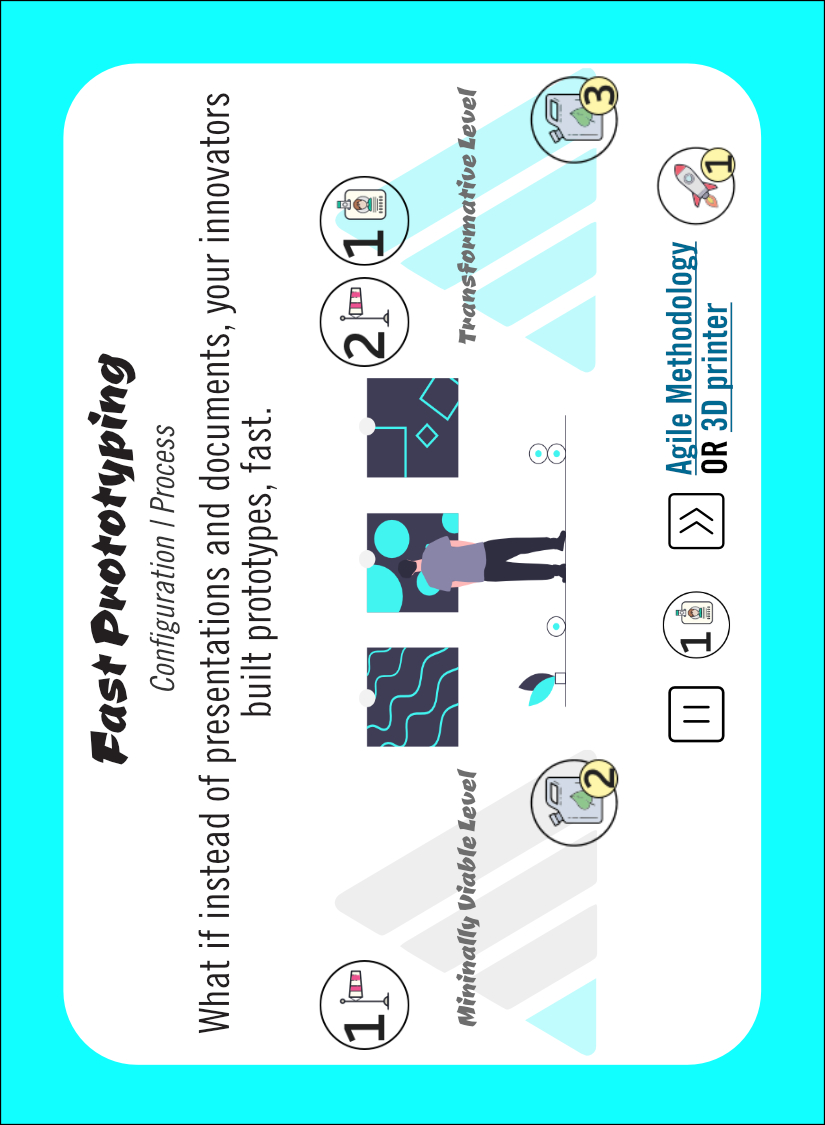 Fast Prototyping
Configuration | Process
What if instead of presentations and documents, your innovators
built prototypes, fast.
1
2 1
Mininally Viable Level
Transformative Level
2
3
1
Agile Methodology
OR 3D printer
1